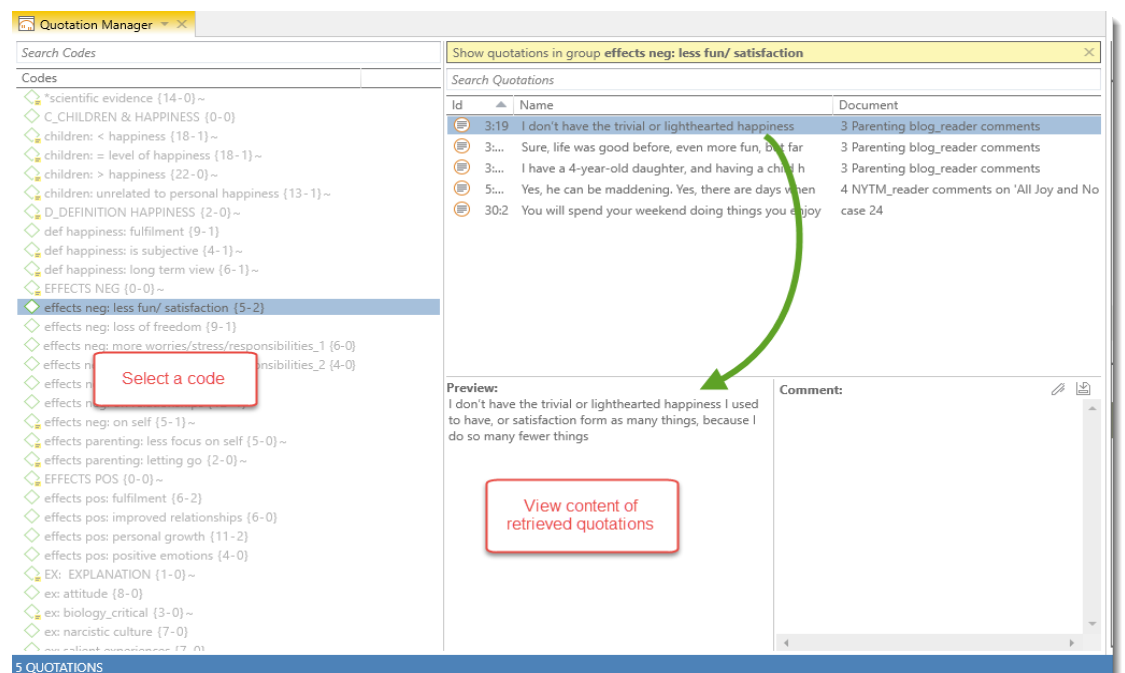 Quotation Manager
Search Codes
Codes
*scientific evidence {14-0}~
C_CHILDREN & HAPPINESS {0-0}
children: < happiness {18-1}~
children: = level of happiness {18-1}~
children: > happiness {22-0}~
children: unrelated to personal happiness {13-1}~
D_DEFINITION HAPPINESS {2-0}~
def happiness: fulfilment {9-1}
def happiness: is subjective {4-1}~
def happiness: long term view {6-1}~
EFFECTS NEG {0-0}~
effects neg: less fun/ satisfaction {5-2}
effects neg: loss of freedom {9-1}
effects neg: more worries/stress/responsibilities_1 {6-0}
effects n
onsibilities_2 {4-0}
effects n
effects neg:
effects neg: on self {5-1}~
effects parenting: less focus on self {5-0}~
effects parenting: letting go {2-0}~
EFFECTS POS {0-0}~
effects pos: fulfilment {6-2}
effects pos: improved relationships {6-0}
effects pos: personal growth {11-2}
effects pos: positive emotions {4-0}
EX: EXPLANATION {1-0}~
ex: attitude {8-0}
ex: biology_critical {3-0}~
ex: narcistic culture {7-0}
Select a code
5 QUOTATIONS
Show quotations in group effects neg: less fun/ satisfaction
Search Quotations
Id Name Document
3:19 I don't have the trivial or lighthearted happiness 3 Parenting blog_reader comments
3:... Sure, life was good before, even more fun, but far 3 Parenting blog_reader comments
3:... I have a 4-year-old daughter, and having a child h 3 Parenting blog_reader comments
5:... Yes, he can be maddening. Yes, there are days when 4 NYTM_reader comments on 'All Joy and No
30:2 You will spend your weekend doing things you enjoy case 24
Preview:
I don't have the trivial or lighthearted happiness I used
to have, or satisfaction form as many things, because I
do so many fewer things
View content of
retrieved quotations
Comment: